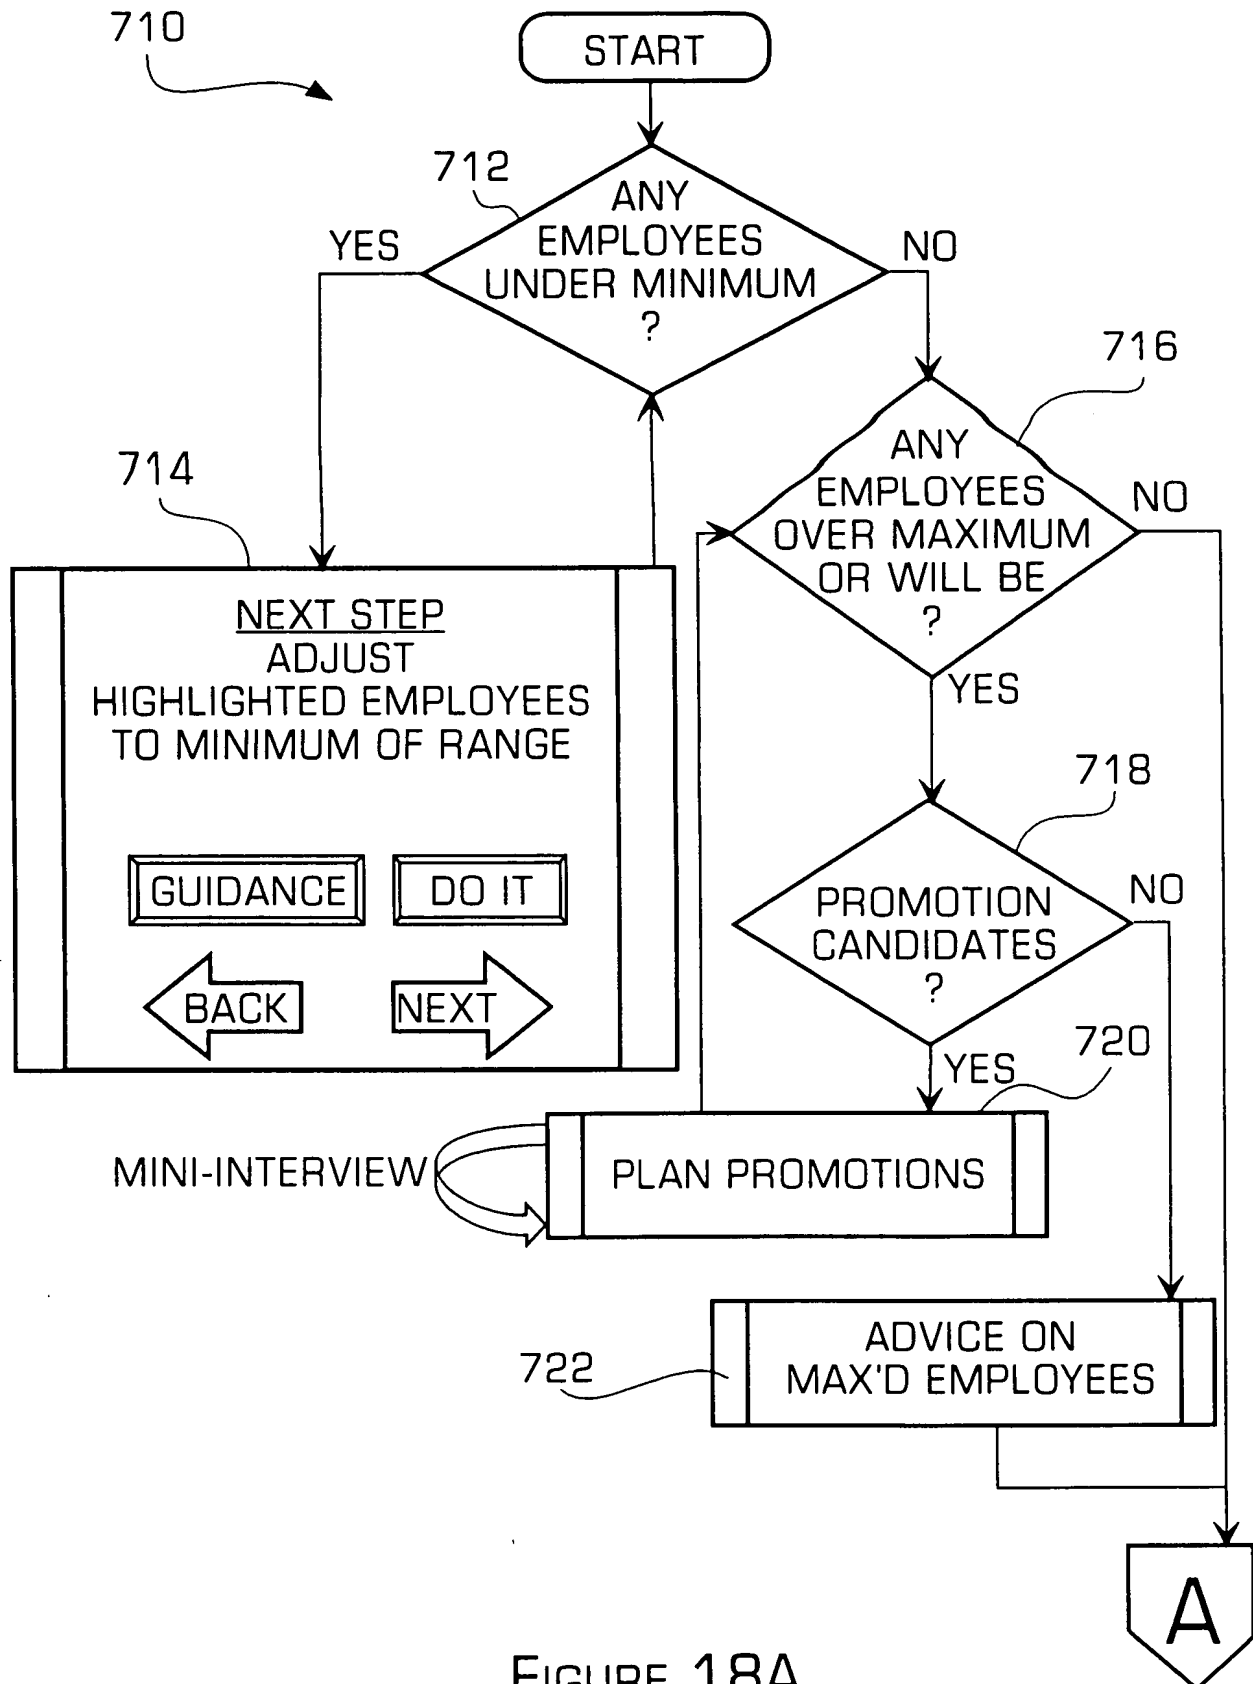 710
START
712
ANY
EMPLOYEES
UNDER MINIMUM
?
YES
NO
716
ANY
EMPLOYEES
OVER MAXIMUM
OR WILL BE
?
NO
YES
714
NEXT STEP
ADJUST
HIGHLIGHTED EMPLOYEES
TO MINIMUM OF RANGE
GUIDANCE
DO IT
BACK
NEXT
718
PROMOTION
CANDIDATES
?
NO
YES
720
MINI-INTERVIEW
PLAN PROMOTIONS
722
ADVICE ON
MAX'D EMPLOYEES
A
FIGURE 18A